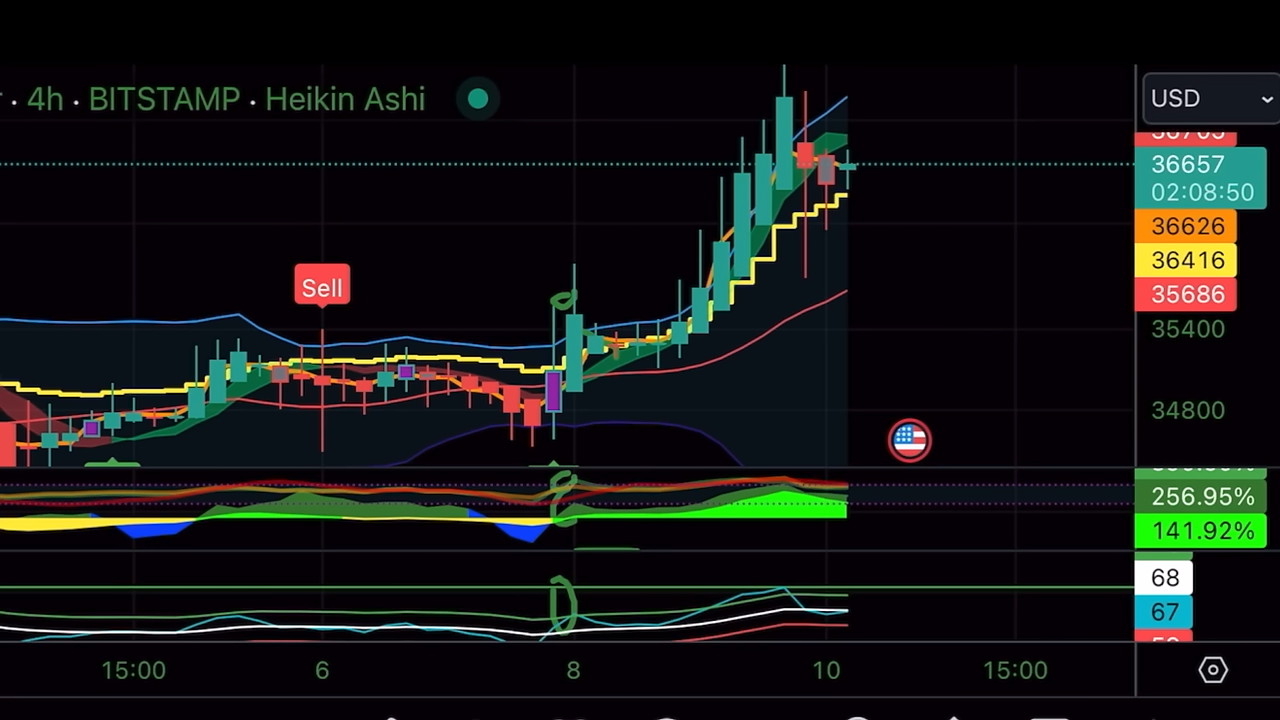 · 4h · BITSTAMP · Heikin Ashi
USD
36657
02:08:50
36626
36416
35686
35400
34800
Sell
256.95%
141.92%
68
67
15:00 6 8 10 15:00